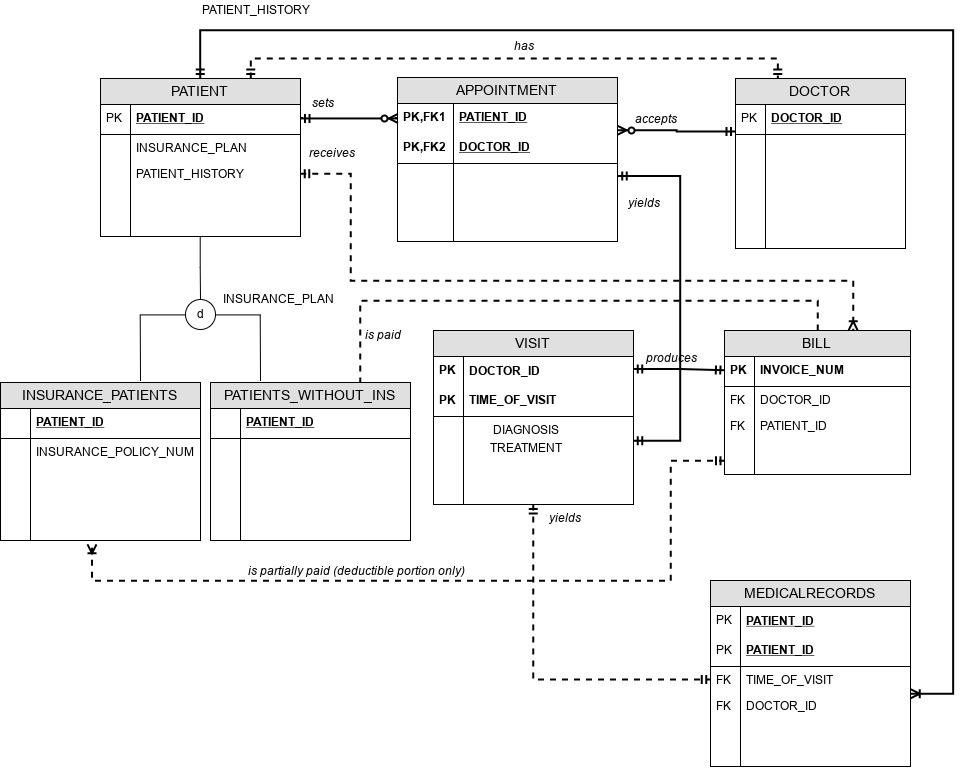 PATIENT_HISTORY
has
PATIENT
PK PATIENT_ID
INSURANCE_PLAN
PATIENT_HISTORY
sets
receives
APPOINTMENT
PK,FK1 PATIENT_ID
PK,FK2 DOCTOR_ID
accepts
yields
DOCTOR
PK DOCTOR_ID
d
INSURANCE_PLAN
is paid
INSURANCE_PATIENTS
PATIENT_ID
INSURANCE_POLICY_NUM
PATIENTS_WITHOUT_INS
PATIENT_ID
VISIT
PK DOCTOR_ID
PK TIME_OF_VISIT
DIAGNOSIS
TREATMENT
produces
BILL
PK INVOICE_NUM
FK DOCTOR_ID
FK PATIENT_ID
yields
is partially paid (deductible portion only)
MEDICALRECORDS
PK PATIENT_ID
PK PATIENT_ID
FK TIME_OF_VISIT
FK DOCTOR_ID